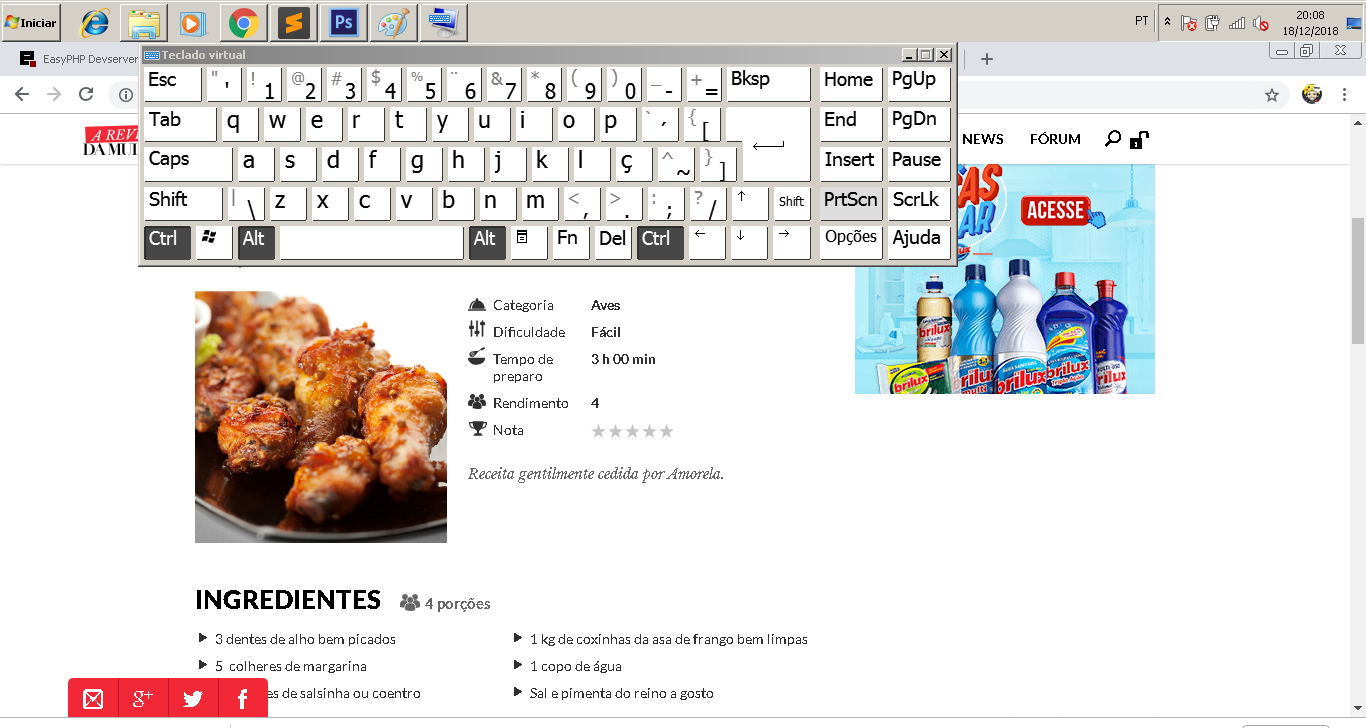 Iniciar
Ps
PT
20:08
18/12/2018
Teclado virtual
EasyPHP Devserver
Esc " ' ! 1 @ 2 # 3 $ 4 % 5 ¨ 6 & 7 * 8 ( 9 ) 0 _ - + = Bksp Home PgUp
Tab q w e r t y u i o p ` ´ { [ End PgDn
Caps a s d f g h j k l ç ^ ~ } ] Insert Pause
Shift | \ z x c v b n m < , > . : ; ? / ↑ Shift PrtScn ScrLk
Ctrl Alt Alt Fn Del Ctrl ← ↓ → Opções Ajuda
A REV
DA MUL
NEWS FÓRUM
ACESSE
Categoria Aves
Dificuldade Fácil
Tempo de preparo 3 h 00 min
Rendimento 4
Nota
Receita gentilmente cedida por Amorela.
brilux
brilux
brilux
brilux
INGREDIENTES 4 porções
3 dentes de alho bem picados
1 kg de coxinhas da asa de frango bem limpas
5 colheres de margarina
1 copo de água
es de salsinha ou coentro
Sal e pimenta do reino a gosto
g+ f